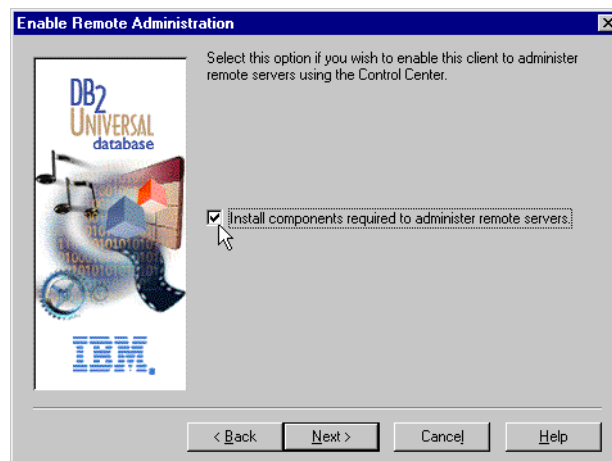 Enable Remote Administration
Select this option if you wish to enable this client to administer
remote servers using the Control Center.
DB2
UNIVERSAL
database
Install components required to administer remote servers.
IBM.
< Back
Next >
Cancel
Help